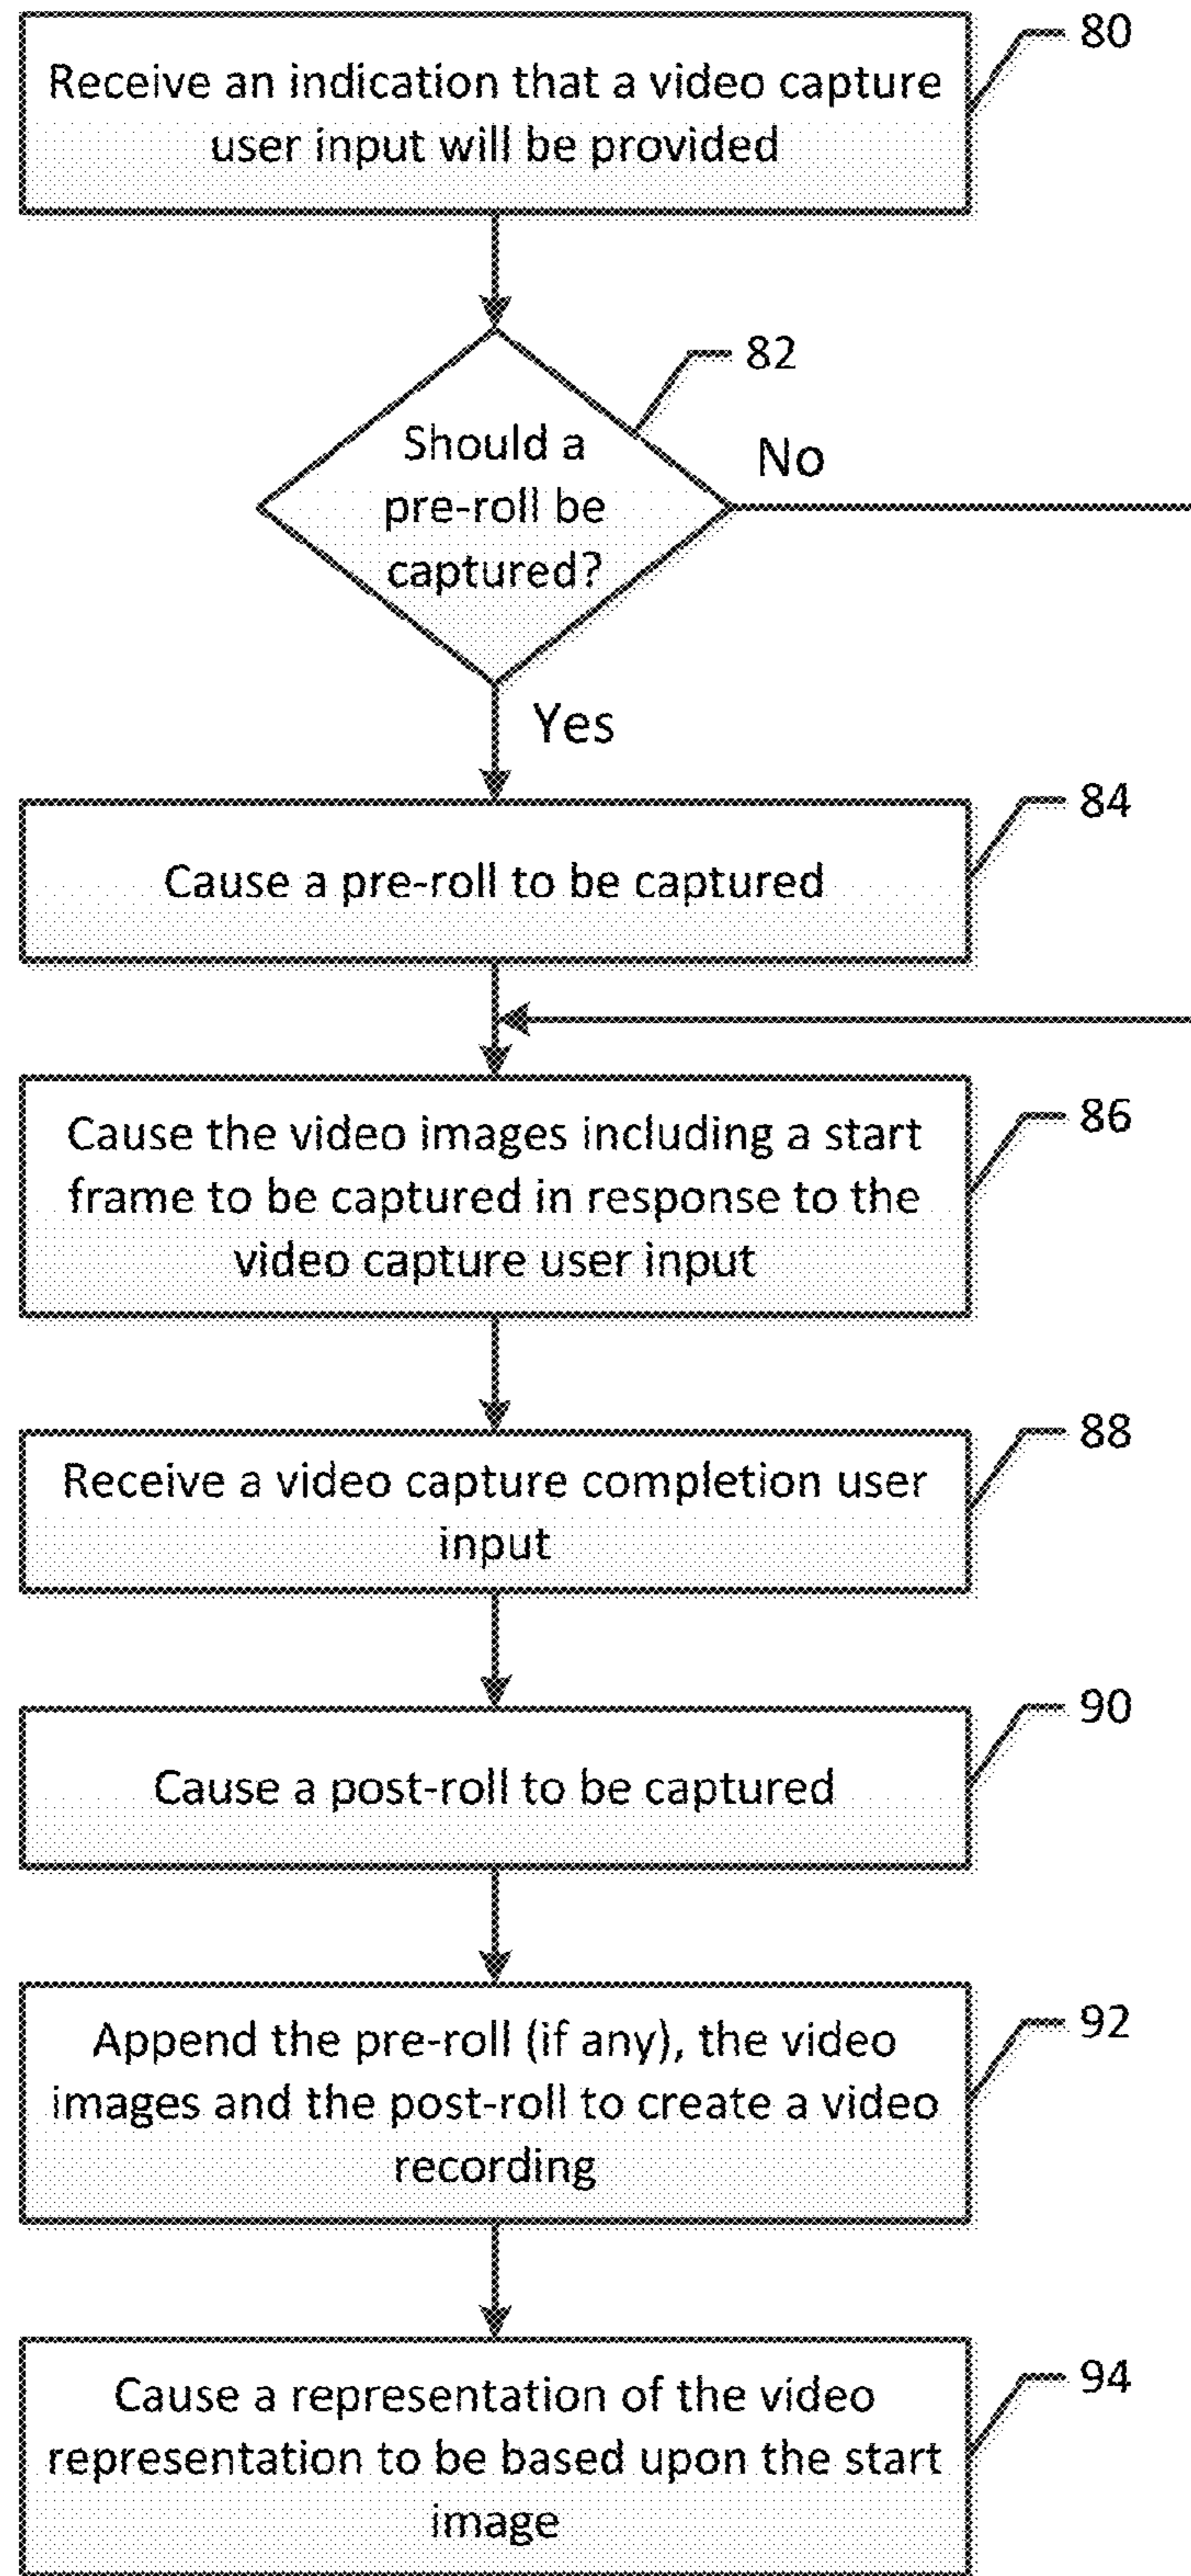 80
Receive an indication that a video capture
user input will be provided
82
Should a
pre-roll be
captured?
No
Yes
84
Cause a pre-roll to be captured
86
Cause the video images including a start
frame to be captured in response to the
video capture user input
88
Receive a video capture completion user
input
90
Cause a post-roll to be captured
92
Append the pre-roll (if any), the video
images and the post-roll to create a video
recording
94
Cause a representation of the video
representation to be based upon the start
image